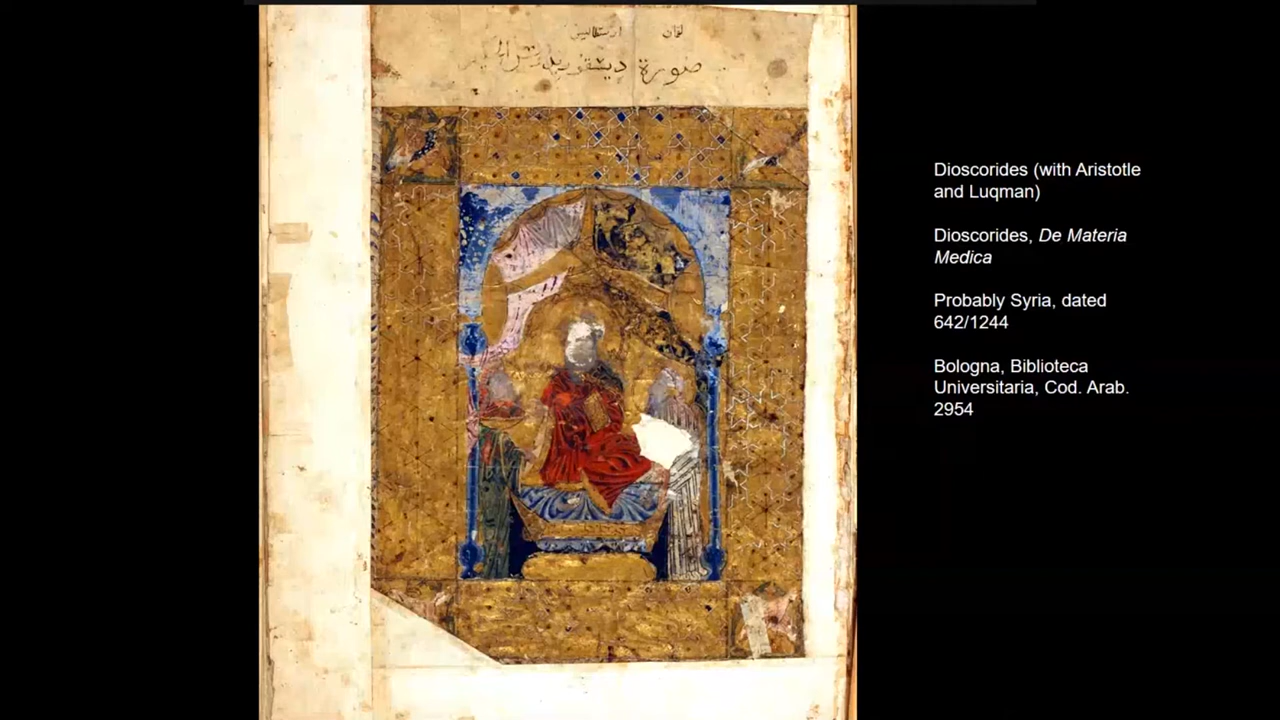 لقمان ارسطاليس
صورة ديسقوريدس
Dioscorides (with Aristotle
and Luqman)
Dioscorides, De Materia
Medica
Probably Syria, dated
642/1244
Bologna, Biblioteca
Universitaria, Cod. Arab.
2954